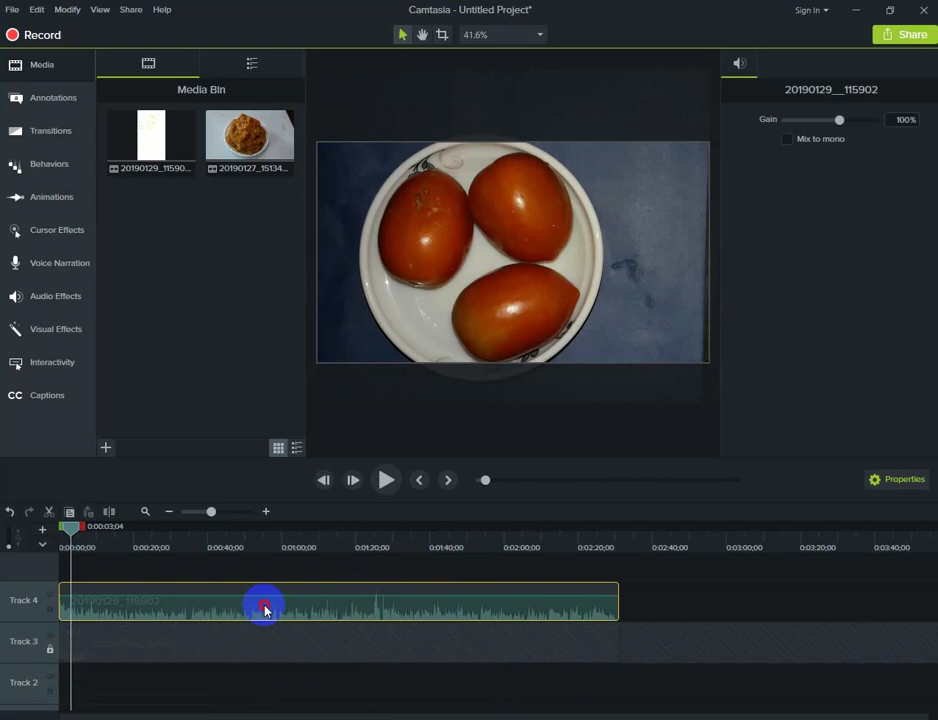 File Edit Modify View Share Help
Camtasia - Untitled Project*
Sign In
Record
41.6%
Share
Media
Annotations
Transitions
Behaviors
Animations
Cursor Effects
Voice Narration
Audio Effects
Visual Effects
Interactivity
CC Captions
Media Bin
20190129_11590...
20190127_15134...
20190129__115902
Gain
100%
Mix to mono
Properties
0:00:03;04
0:00:00;00 0:00:20;00 0:00:40;00 0:01:00;00 0:01:20;00 0:01:40;00 0:02:00;00 0:02:20;00 0:02:40;00 0:03:00;00 0:03:20;00 0:03:40;00
Track 4
20190129_115902
Track 3
Track 2